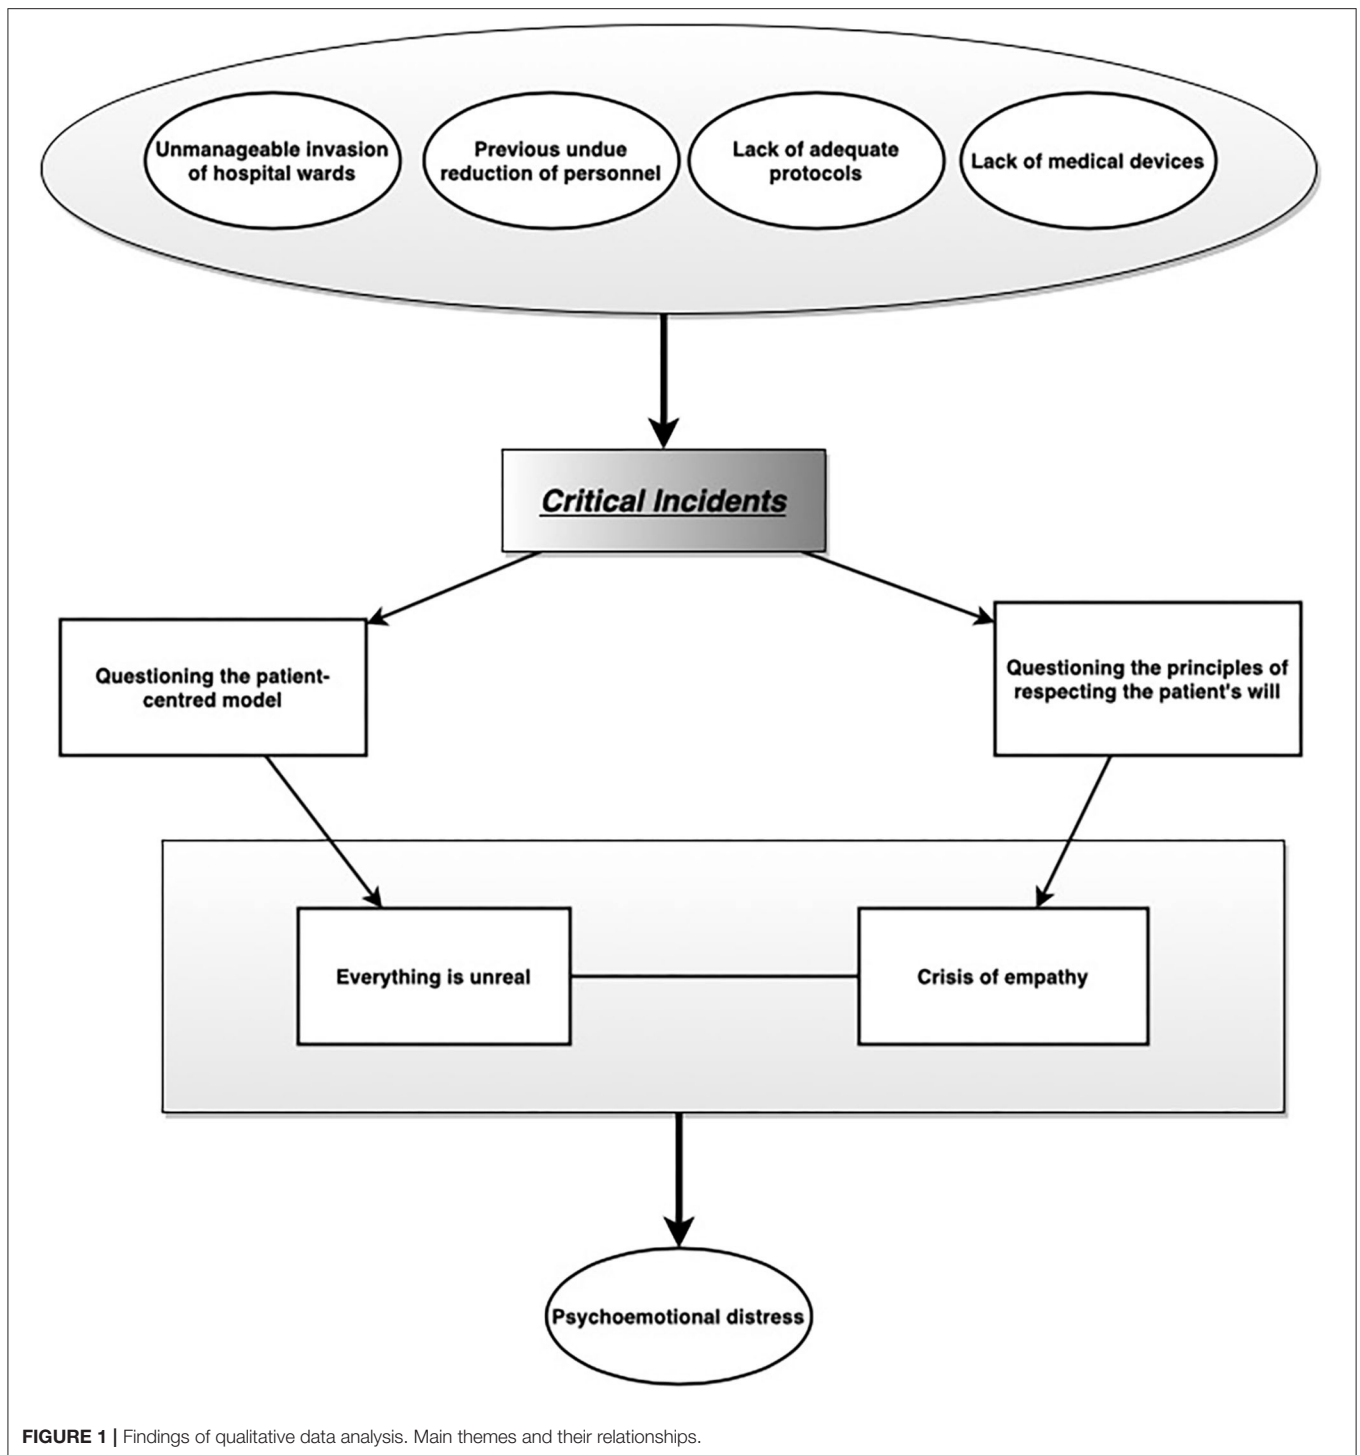 Unmanageable invasion
of hospital wards
Previous undue
reduction of personnel
Lack of adequate
protocols
Lack of medical devices
Critical Incidents
Questioning the patient-
centred model
Questioning the principles of
respecting the patient's will
Everything is unreal
Crisis of empathy
Psychoemotional distress
FIGURE 1 | Findings of qualitative data analysis. Main themes and their relationships.